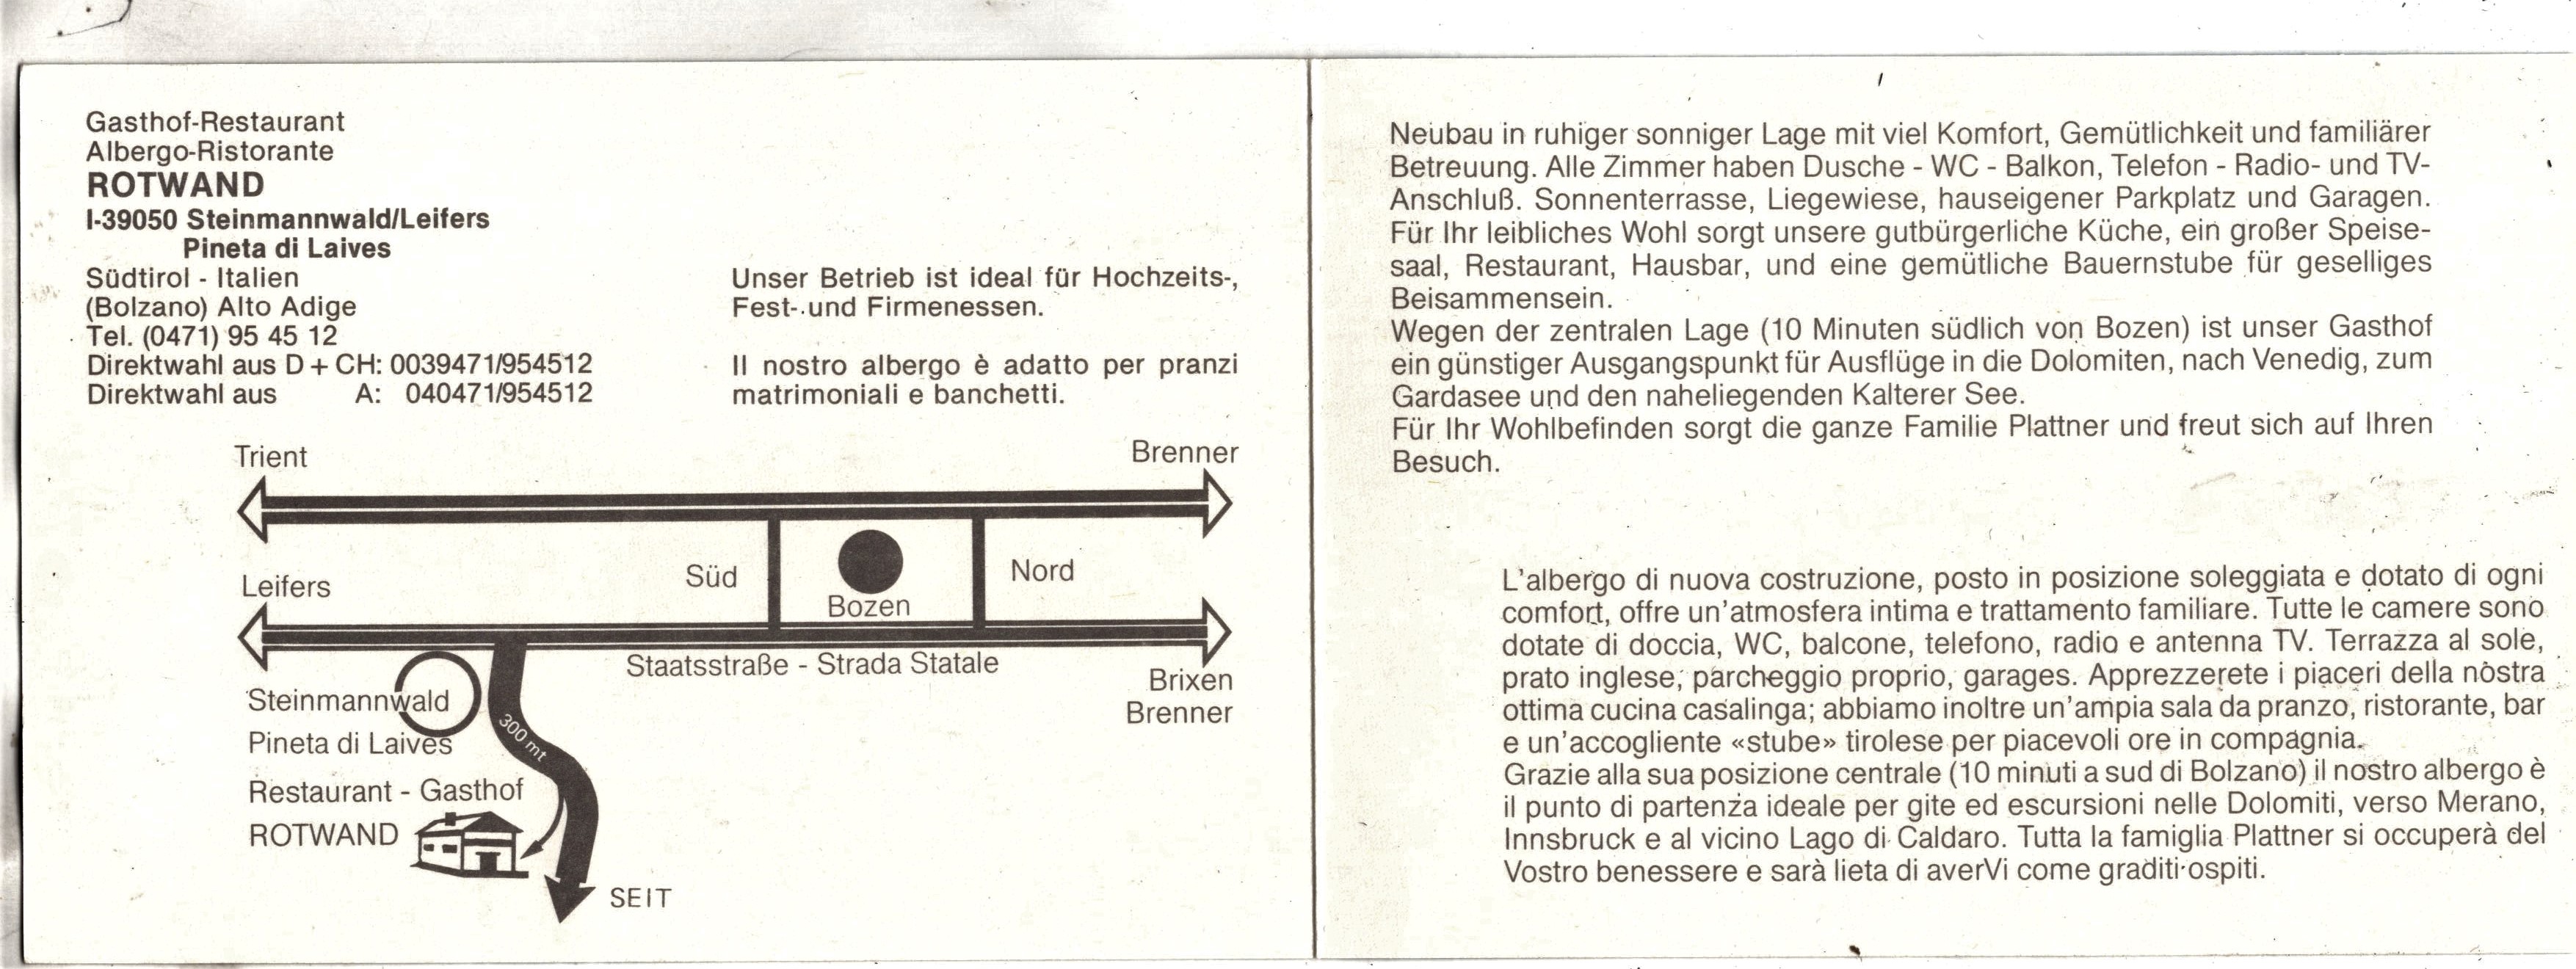 Gasthof-Restaurant
Albergo-Ristorante
ROTWAND
I-39050 Steinmannwald/Leifers
Pineta di Laives
Südtirol - Italien
(Bolzano) Alto Adige
Tel. (0471) 95 45 12
Direktwahl aus D + CH: 0039471/954512
Direktwahl aus A: 040471/954512
Unser Betrieb ist ideal für Hochzeits-,
Fest- und Firmenessen.
Il nostro albergo è adatto per pranzi
matrimoniali e banchetti.
Trient
Brenner
Süd
Nord
Bozen
Leifers
Staatsstraße - Strada Statale
Brixen
Brenner
Steinmannwald
Pineta di Laives
300 mt
Restaurant - Gasthof
ROTWAND
SEIT
Neubau in ruhiger sonniger Lage mit viel Komfort, Gemütlichkeit und familiärer
Betreuung. Alle Zimmer haben Dusche - WC - Balkon, Telefon - Radio- und TV-
Anschluß. Sonnenterrasse, Liegewiese, hauseigener Parkplatz und Garagen.
Für Ihr leibliches Wohl sorgt unsere gutbürgerliche Küche, ein großer Speise-
saal, Restaurant, Hausbar, und eine gemütliche Bauernstube für geselliges
Beisammensein.
Wegen der zentralen Lage (10 Minuten südlich von Bozen) ist unser Gasthof
ein günstiger Ausgangspunkt für Ausflüge in die Dolomiten, nach Venedig, zum
Gardasee und den naheliegenden Kalterer See.
Für Ihr Wohlbefinden sorgt die ganze Familie Plattner und freut sich auf Ihren
Besuch.
L'albergo di nuova costruzione, posto in posizione soleggiata e dotato di ogni
comfort, offre un'atmosfera intima e trattamento familiare. Tutte le camere sono
dotate di doccia, WC, balcone, telefono, radio e antenna TV. Terrazza al sole,
prato inglese, parcheggio proprio, garages. Apprezzerete i piaceri della nostra
ottima cucina casalinga; abbiamo inoltre un'ampia sala da pranzo, ristorante, bar
e un'accogliente «stube» tirolese per piacevoli ore in compagnia.
Grazie alla sua posizione centrale (10 minuti a sud di Bolzano) il nostro albergo è
il punto di partenza ideale per gite ed escursioni nelle Dolomiti, verso Merano,
Innsbruck e al vicino Lago di Caldaro. Tutta la famiglia Plattner si occuperà del
Vostro benessere e sarà lieta di averVi come graditi ospiti.